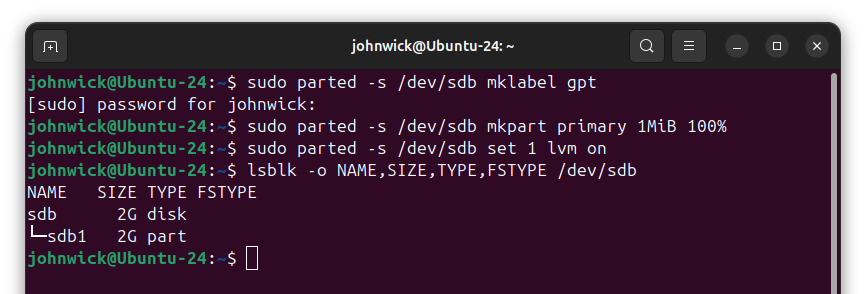 johnwick@Ubuntu-24: ~
johnwick@Ubuntu-24:~$ sudo parted -s /dev/sdb mklabel gpt
[sudo] password for johnwick:
johnwick@Ubuntu-24:~$ sudo parted -s /dev/sdb mkpart primary 1MiB 100%
johnwick@Ubuntu-24:~$ sudo parted -s /dev/sdb set 1 lvm on
johnwick@Ubuntu-24:~$ lsblk -o NAME,SIZE,TYPE,FSTYPE /dev/sdb
NAME   SIZE TYPE FSTYPE
sdb      2G disk
└─sdb1   2G part
johnwick@Ubuntu-24:~$